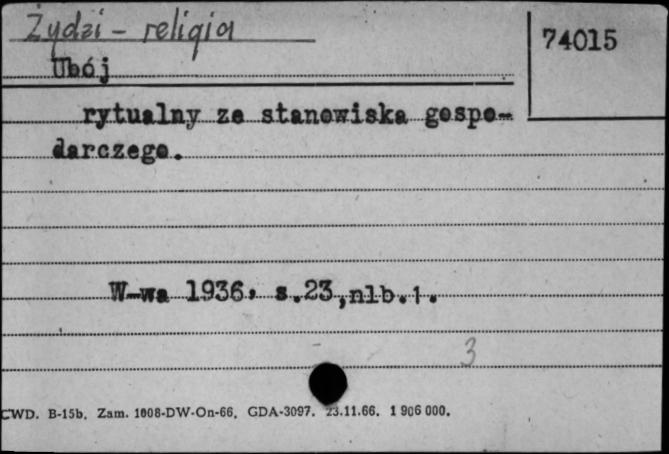 Żydzi - religia
74015
Ubój
rytualny ze stanowiska gospo-
darczego.
W-wa 1936, s.23,nlb.1.
3
CWD. B-15b. Zam. 1008-DW-On-66. GDA-3097. 23.11.66. 1 906 000.